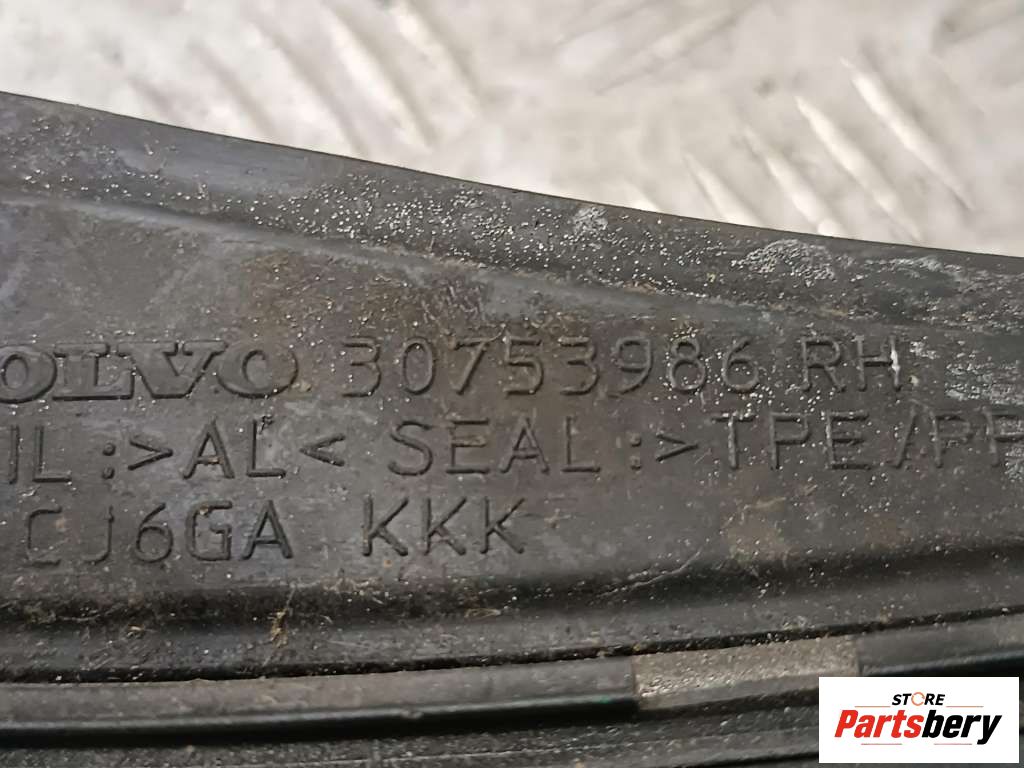 OLVO 30753986 RH
IL:>AL< SEAL:>TPE/PP
CJ6GA KKK
STORE
Partsbery